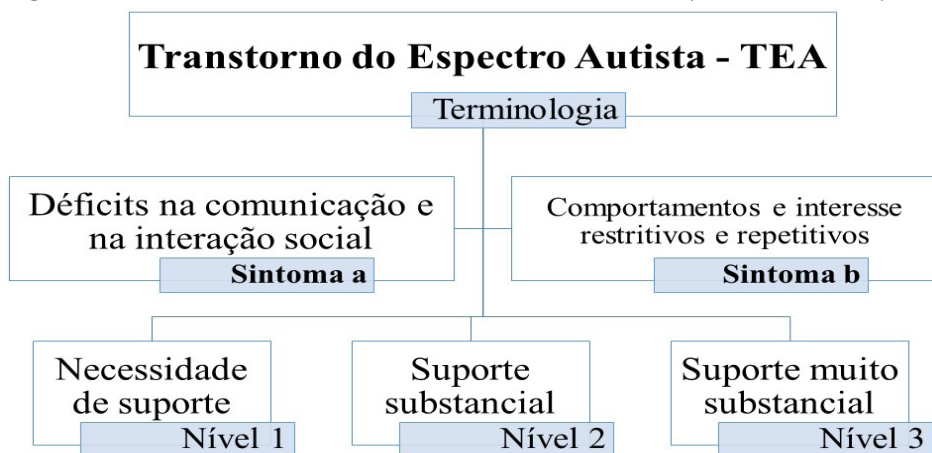 Transtorno do Espectro Autista - TEA
Terminologia
Déficits na comunicação e
na interação social
Sintoma a
Comportamentos e interesse
restritivos e repetitivos
Sintoma b
Necessidade
de suporte
Nível 1
Suporte
substancial
Nível 2
Suporte muito
substancial
Nível 3